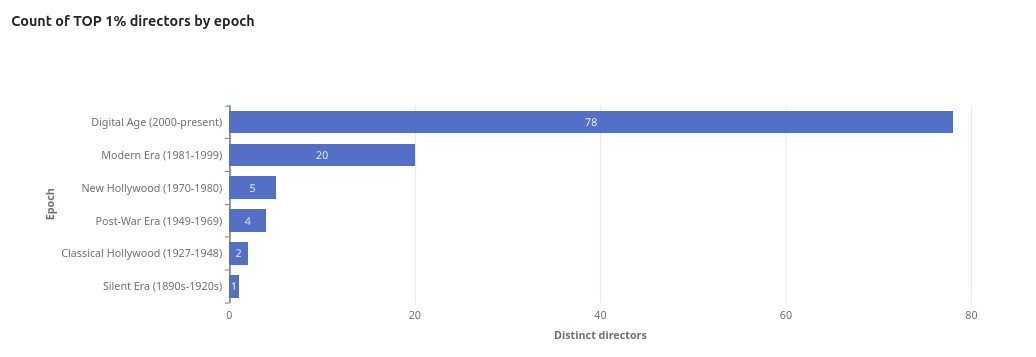 Count of TOP 1% directors by epoch
Digital Age (2000-present)
78
Modern Era (1981-1999)
20
New Hollywood (1970-1980)
5
Post-War Era (1949-1969)
4
Classical Hollywood (1927-1948)
2
Silent Era (1890s-1920s)
1
Epoch
0 20 40 60 80
Distinct directors